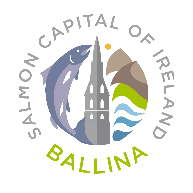 SALMON CAPITAL OF IRELAND
BALLINA